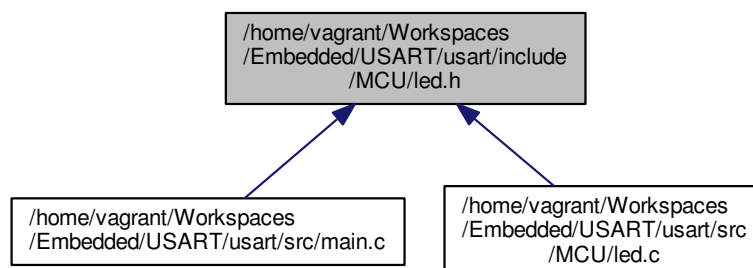 /home/vagrant/Workspaces
/Embedded/USART/usart/include
/MCU/led.h
/home/vagrant/Workspaces
/Embedded/USART/usart/src/main.c
/home/vagrant/Workspaces
/Embedded/USART/usart/src
/MCU/led.c